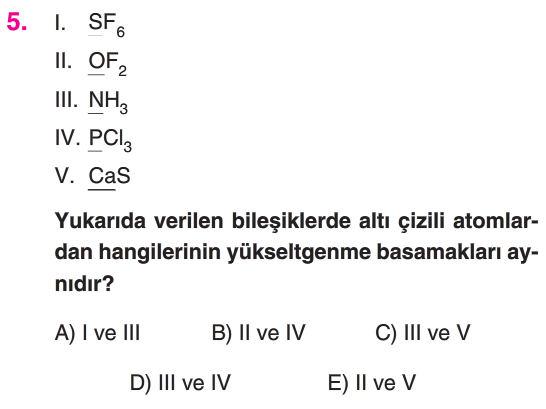 5. I. SF6
II. OF2
III. NH3
IV. PCl3
V. CaS
Yukarıda verilen bileşiklerde altı çizili atomlar-
dan hangilerinin yükseltgenme basamakları ay-
nıdır?
A) I ve III B) II ve IV C) III ve V
D) III ve IV E) II ve V